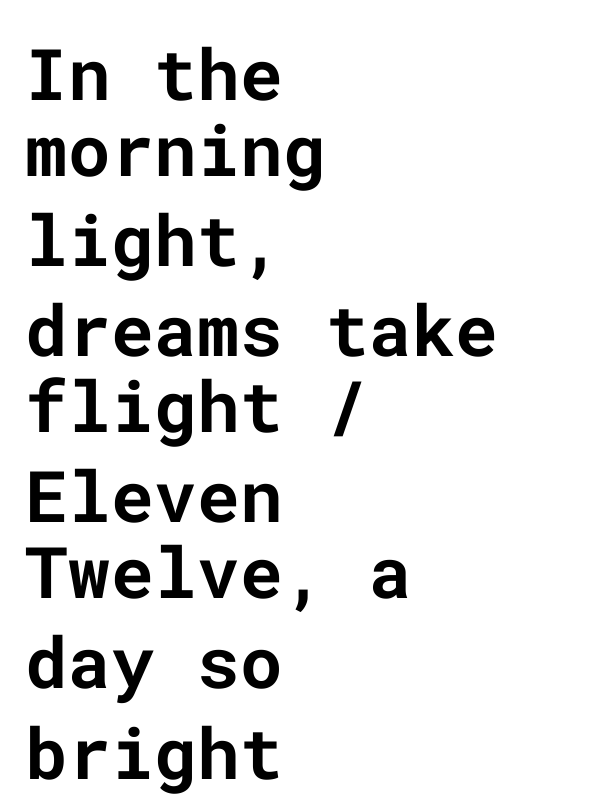 In the
morning
light,
dreams take
flight /
Eleven
Twelve, a
day so
bright